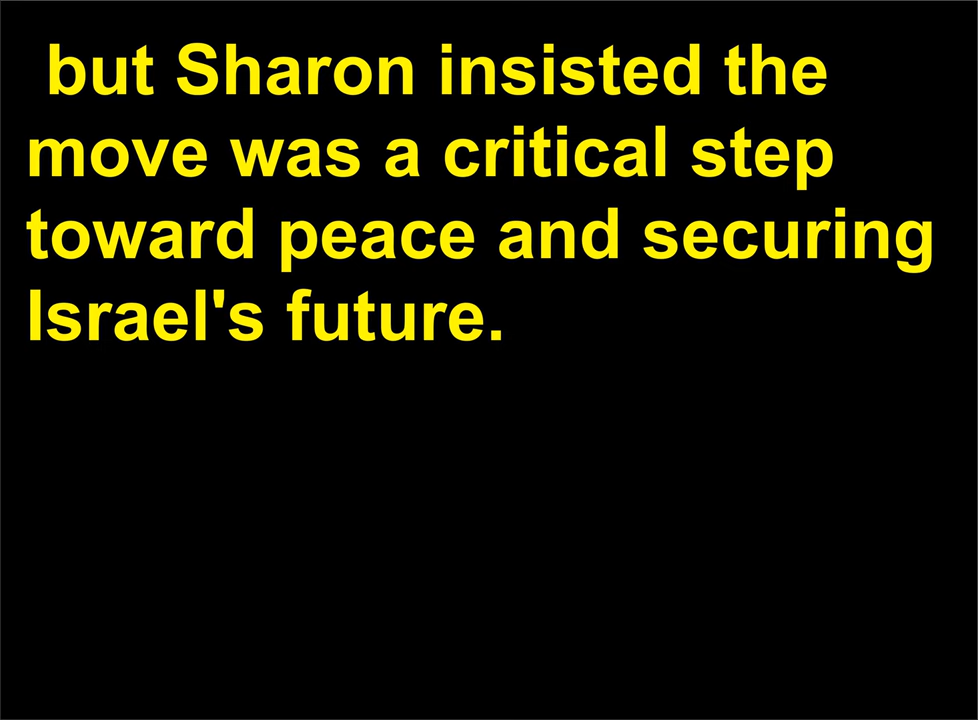 but Sharon insisted the
move was a critical step
toward peace and securing
Israel's future.